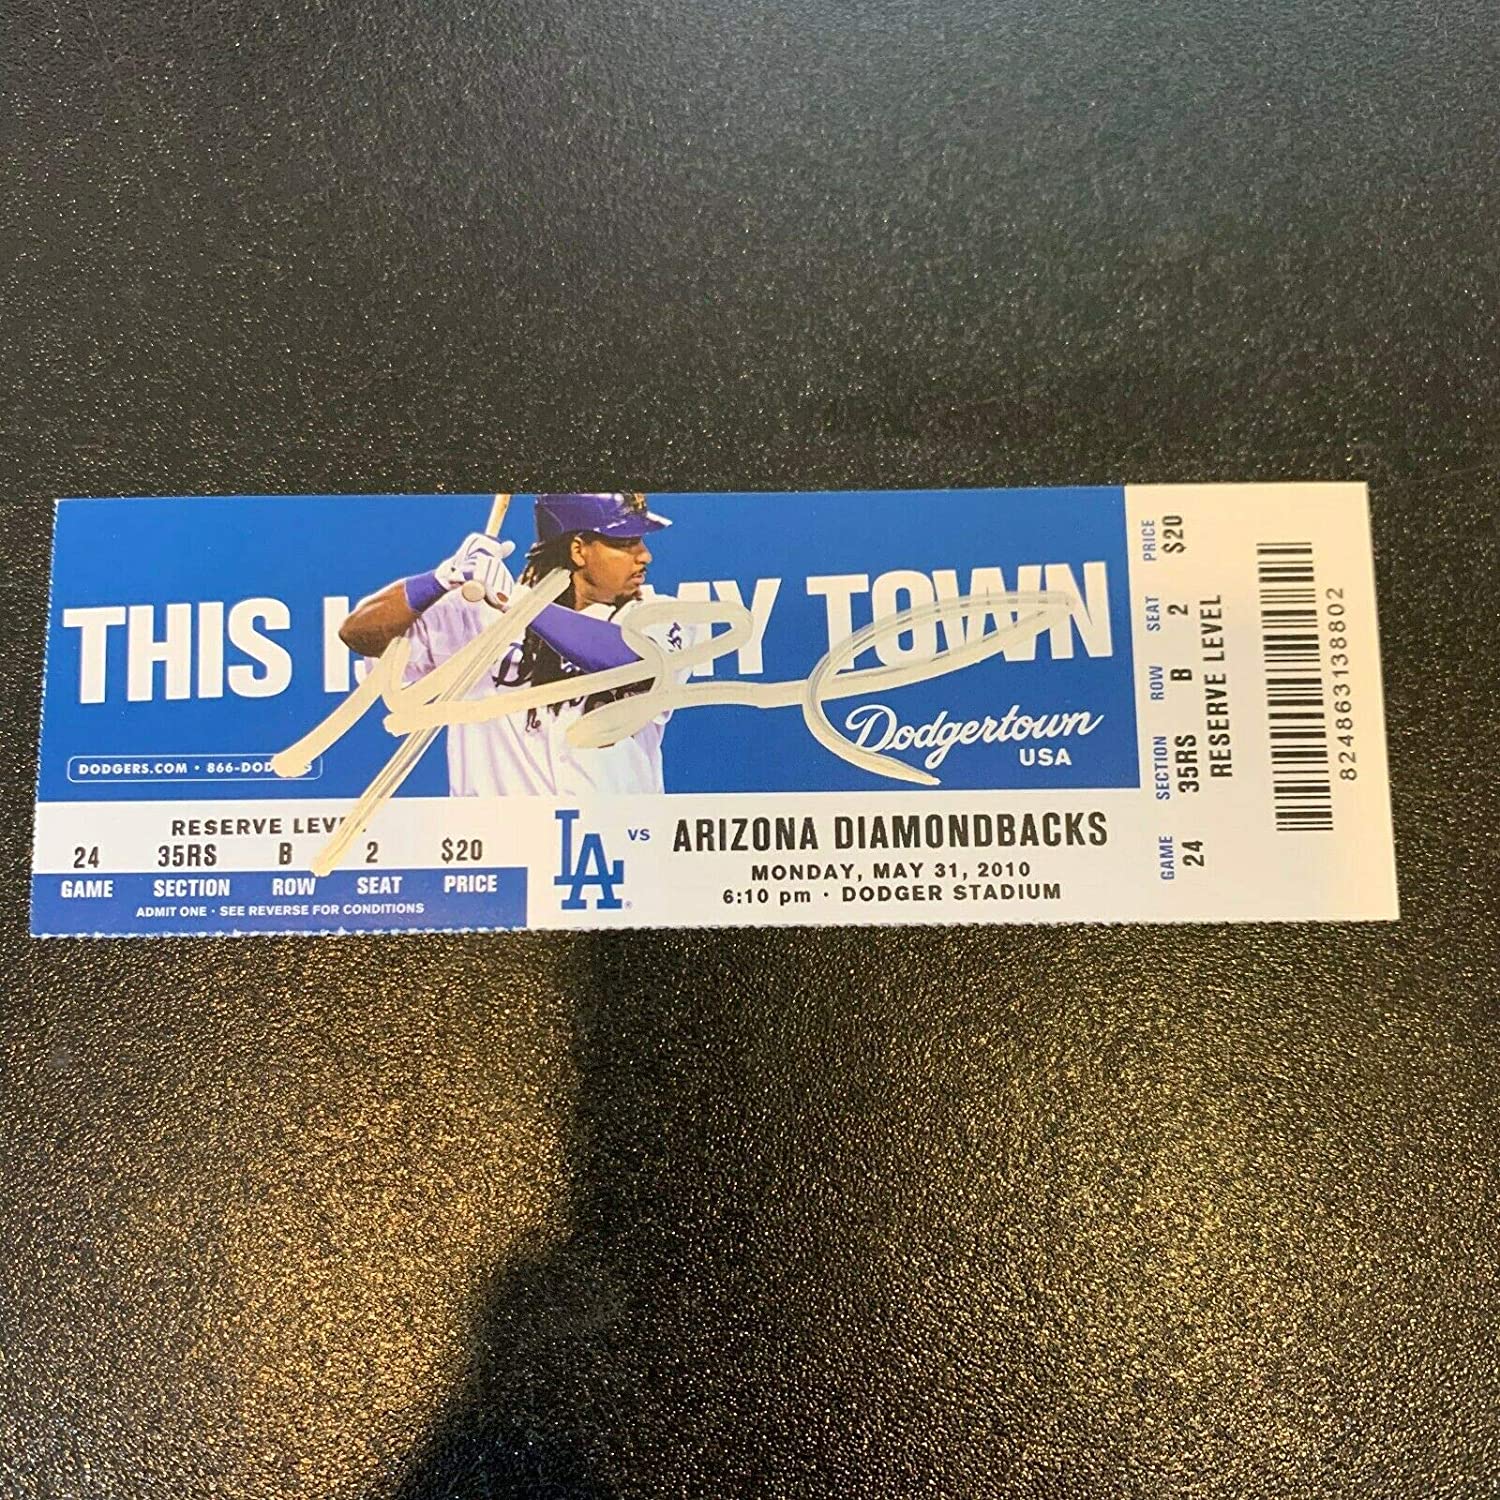 THIS IS MY TOWN
Dodgertown
USA
DODGERS.COM • 866-DOD
RESERVE LEVEL
24 35RS B 2 $20
GAME SECTION ROW SEAT PRICE
ADMIT ONE · SEE REVERSE FOR CONDITIONS
LA VS ARIZONA DIAMONDBACKS
MONDAY, MAY 31, 2010
6:10 pm · DODGER STADIUM
GAME SECTION ROW SEAT PRICE
24 35RS B 2 $20
RESERVE LEVEL
824863138802